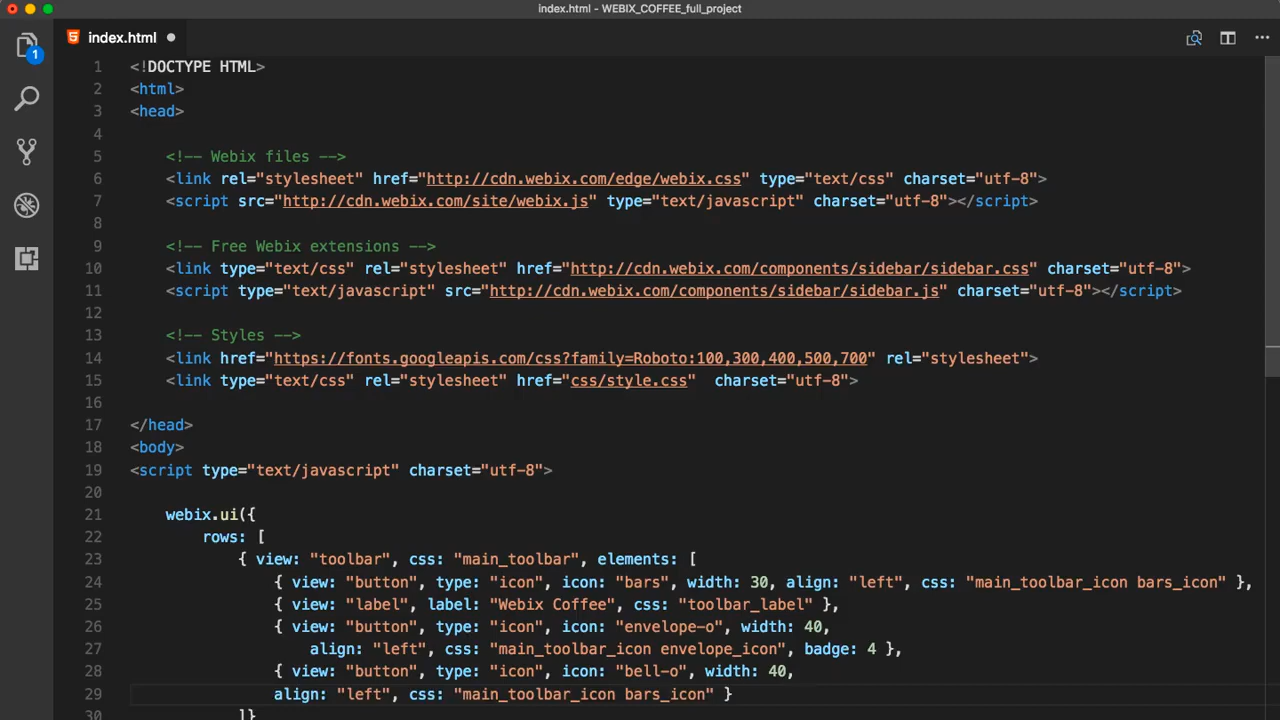 index.html - WEBIX_COFFEE_full_project
index.html
1
1 <!DOCTYPE HTML>
2 <html>
3 <head>
4
5 <!-- Webix files -->
6 <link rel="stylesheet" href="http://cdn.webix.com/edge/webix.css" type="text/css" charset="utf-8">
7 <script src="http://cdn.webix.com/site/webix.js" type="text/javascript" charset="utf-8"></script>
8
9 <!-- Free Webix extensions -->
10 <link type="text/css" rel="stylesheet" href="http://cdn.webix.com/components/sidebar/sidebar.css" charset="utf-8">
11 <script type="text/javascript" src="http://cdn.webix.com/components/sidebar/sidebar.js" charset="utf-8"></script>
12
13 <!-- Styles -->
14 <link href="https://fonts.googleapis.com/css?family=Roboto:100,300,400,500,700" rel="stylesheet">
15 <link type="text/css" rel="stylesheet" href="css/style.css"  charset="utf-8">
16
17 </head>
18 <body>
19 <script type="text/javascript" charset="utf-8">
20
21 webix.ui({
22 rows: [
23 { view: "toolbar", css: "main_toolbar", elements: [
24 { view: "button", type: "icon", icon: "bars", width: 30, align: "left", css: "main_toolbar_icon bars_icon" },
25 { view: "label", label: "Webix Coffee", css: "toolbar_label" },
26 { view: "button", type: "icon", icon: "envelope-o", width: 40,
27 align: "left", css: "main_toolbar_icon envelope_icon", badge: 4 },
28 { view: "button", type: "icon", icon: "bell-o", width: 40,
29 align: "left", css: "main_toolbar_icon bars_icon" }
30 ]}